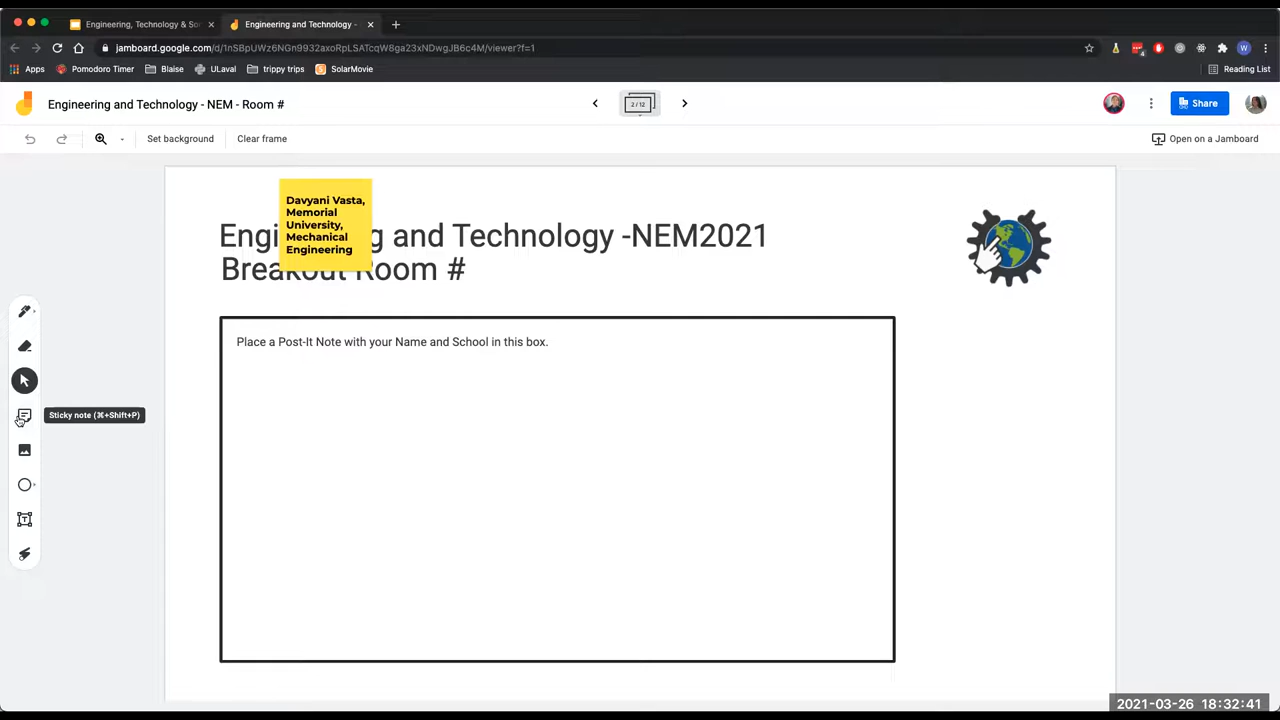 Engineering, Technology & So
Engineering and Technology -
jamboard.google.com/d/1nSBpUWz6NGn9932axoRpLSATcqW8ga23xNDwgJB6c4M/viewer?f=1
4
W
Apps
Pomodoro Timer
Blaise
ULaval
trippy trips
SolarMovie
Reading List
Engineering and Technology - NEM - Room #
2 / 12
Share
Set background
Clear frame
Open on a Jamboard
Davyani Vasta,
Memorial
University,
Mechanical
Engineering
Engi g and Technology -NEM2021
Breakout Room #
Place a Post-It Note with your Name and School in this box.
Sticky note (⌘+Shift+P)
T
2021-03-26 18:32:41